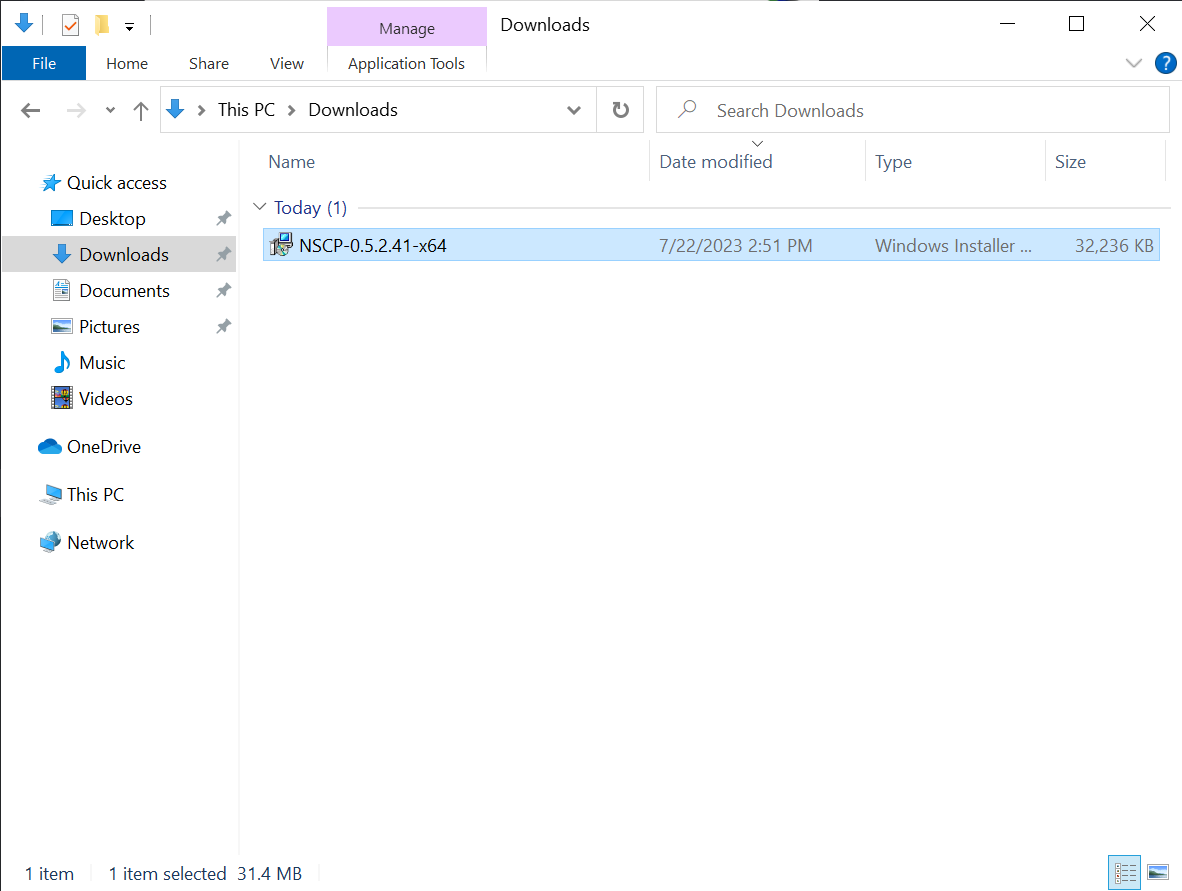 Manage
Downloads
File
Home
Share
View
Application Tools
?
This PC
Downloads
Search Downloads
Name
Date modified
Type
Size
Quick access
Desktop
Downloads
Documents
Pictures
Music
Videos
OneDrive
This PC
Network
Today (1)
NSCP-0.5.2.41-x64
7/22/2023 2:51 PM
Windows Installer ...
32,236 KB
1 item
1 item selected 31.4 MB